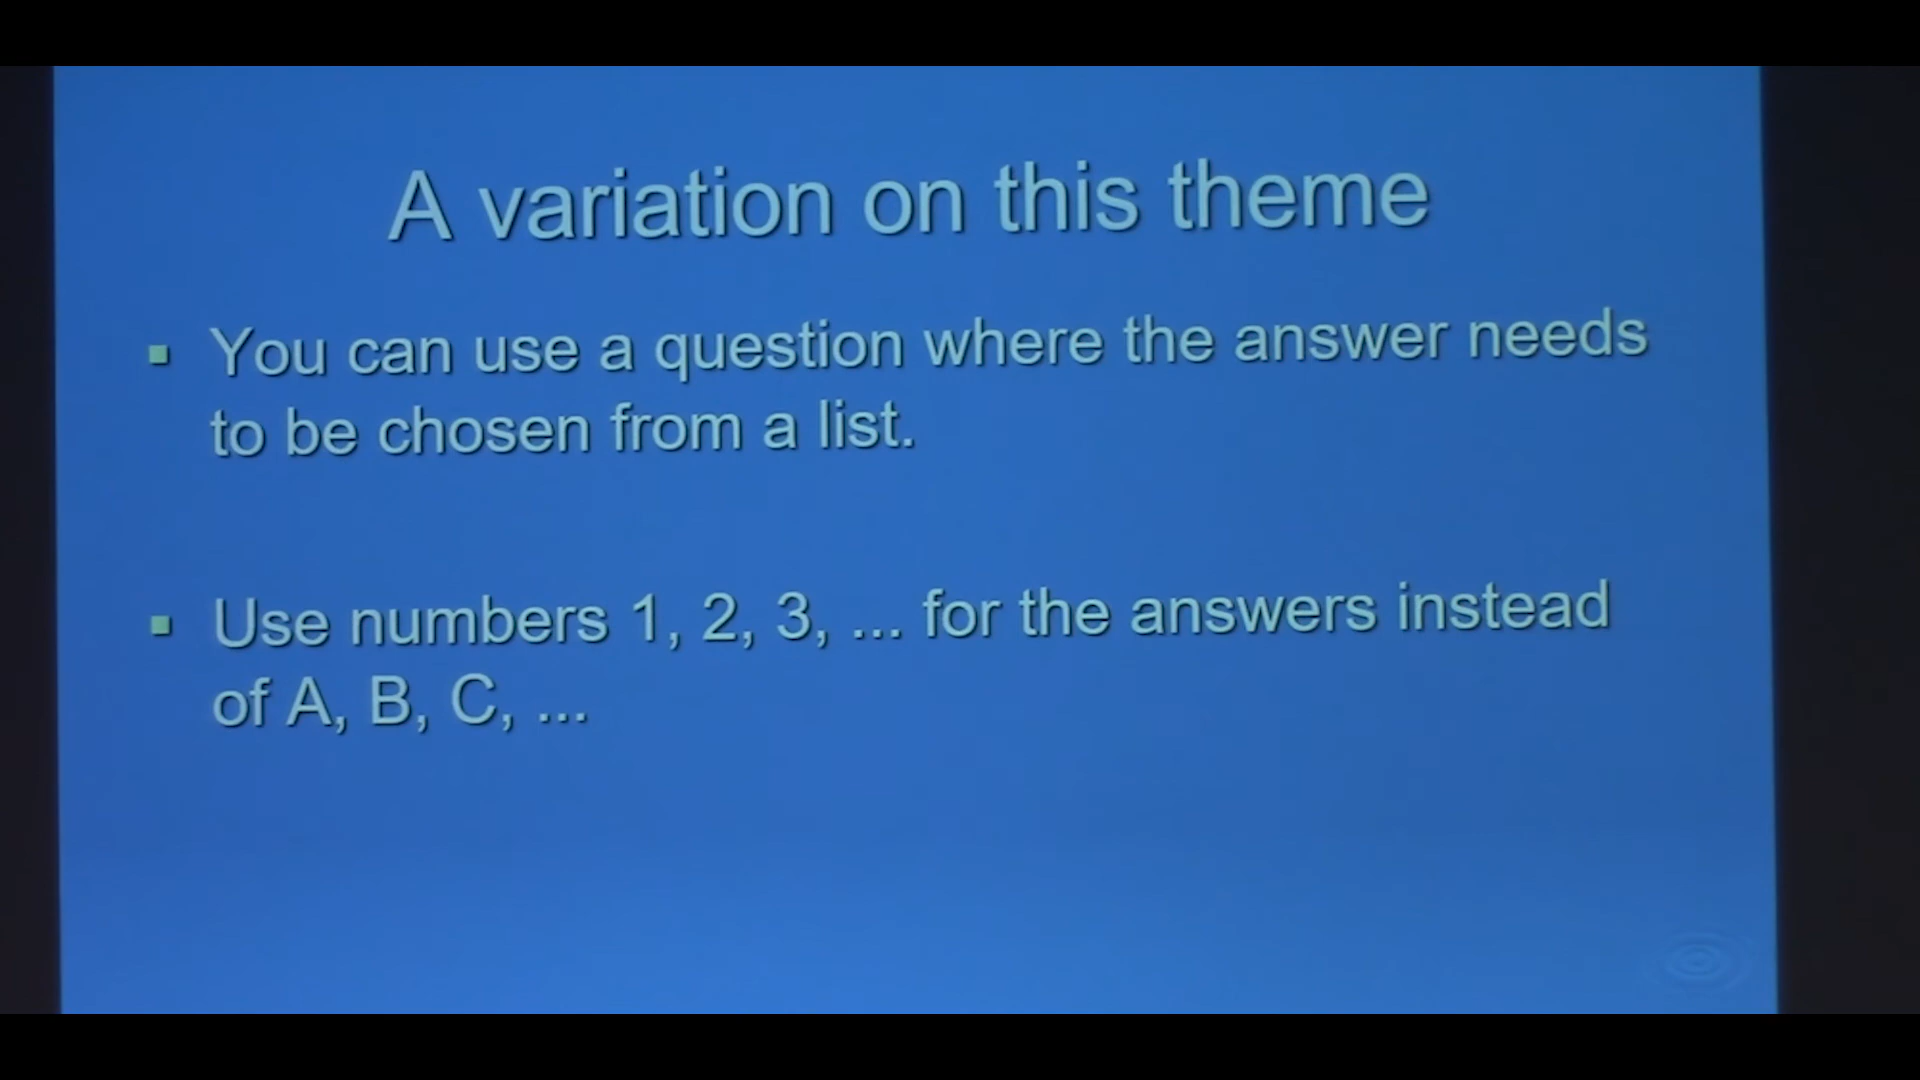 A variation on this theme
You can use a question where the answer needs
to be chosen from a list.
Use numbers 1, 2, 3, ... for the answers instead
of A, B, C, ...